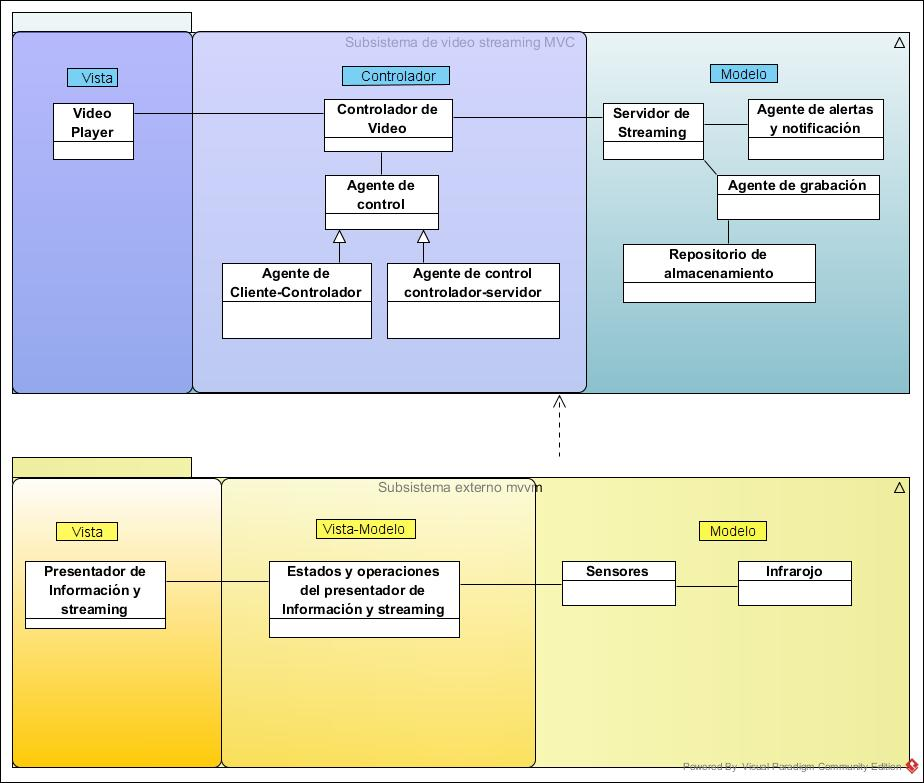 Subsistema de video streaming MVC
Vista
Controlador
Modelo
Video
Player
Controlador de
Video
Servidor de
Streaming
Agente de alertas
y notificación
Agente de
control
Agente de grabación
Agente de
Cliente-Controlador
Agente de control
controlador-servidor
Repositorio de
almacenamiento
Subsistema externo mvvm
Vista
Vista-Modelo
Modelo
Presentador de
Información y
streaming
Estados y operaciones
del presentador de
Información y streaming
Sensores
Infrarojo
Powered By Visual Paradigm Community Edition